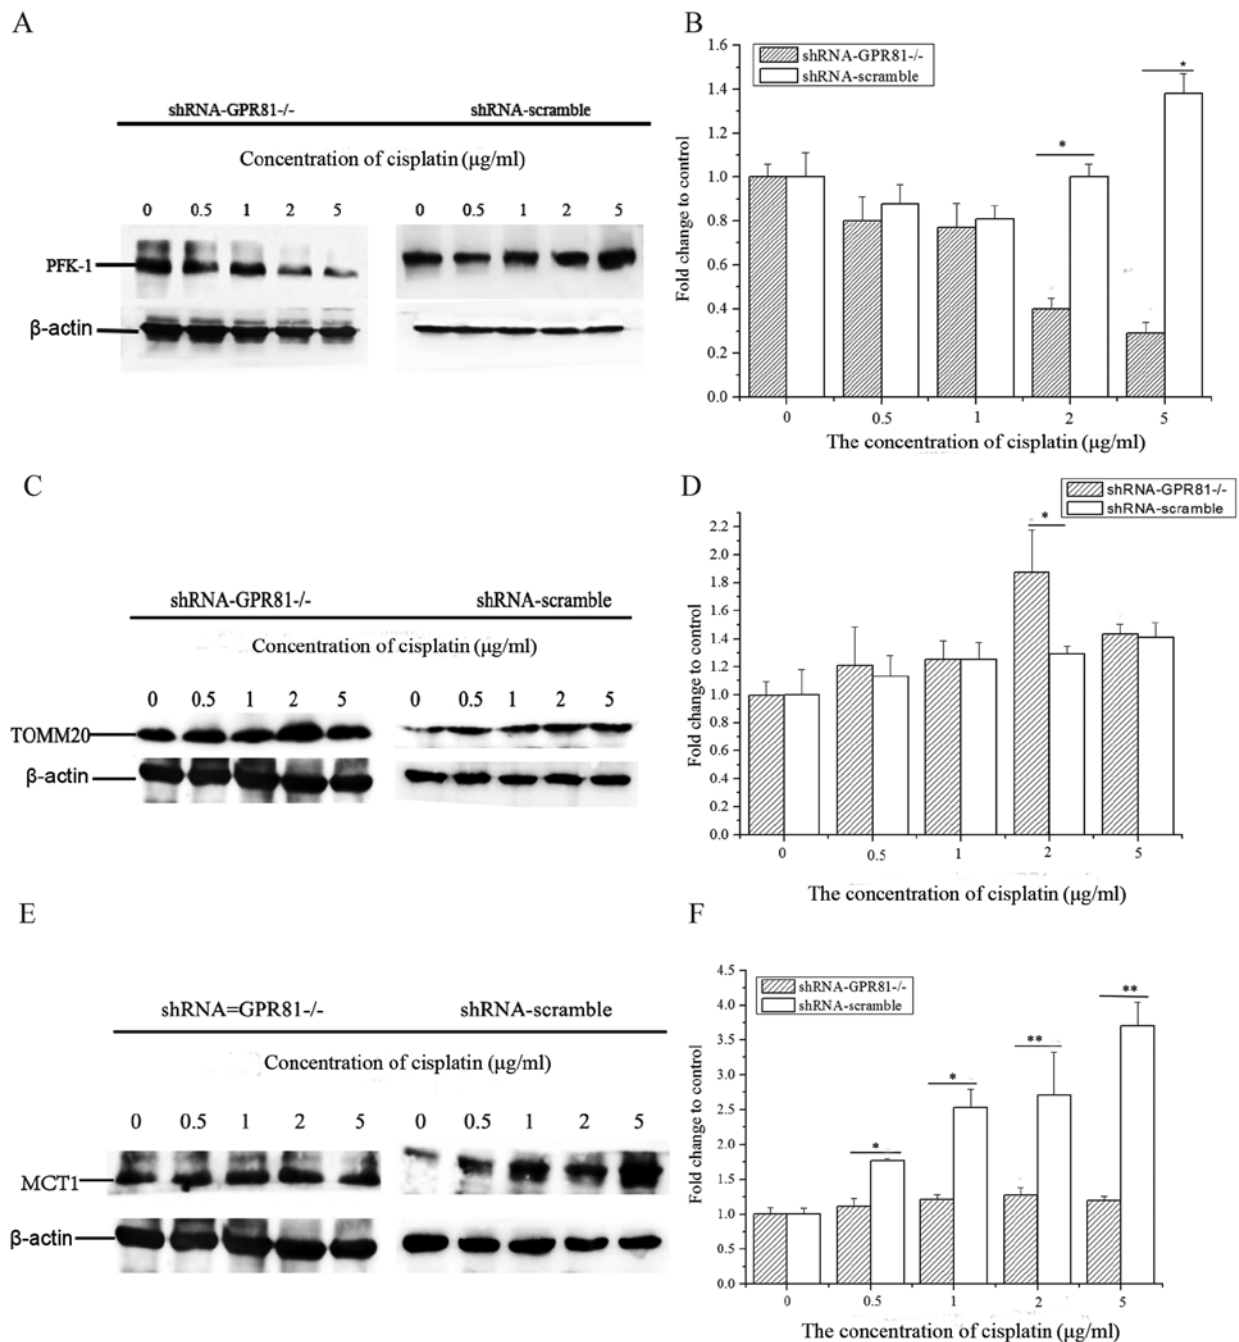 A
shRNA-GPR81-/- shRNA-scramble
Concentration of cisplatin (μg/ml)
0 0.5 1 2 5 0 0.5 1 2 5
PFK-1
β-actin
B
shRNA-GPR81-/-
shRNA-scramble
Fold change to control
1.6
1.4
1.2
1.0
0.8
0.6
0.4
0.2
0.0
*
*
0 0.5 1 2 5
The concentration of cisplatin (μg/ml)
C
shRNA-GPR81-/- shRNA-scramble
Concentration of cisplatin (μg/ml)
0 0.5 1 2 5 0 0.5 1 2 5
TOMM20
β-actin
D
shRNA-GPR81-/-
shRNA-scramble
Fold change to control
2.2
2.0
1.8
1.6
1.4
1.2
1.0
0.8
0.6
0.4
0.2
0.0
*
0 0.5 1 2 5
The concentration of cisplatin (μg/ml)
E
shRNA=GPR81-/- shRNA-scramble
Concentration of cisplatin (μg/ml)
0 0.5 1 2 5 0 0.5 1 2 5
MCT1
β-actin
F
shRNA-GPR81-/-
shRNA-scramble
Fold change to control
4.5
4.0
3.5
3.0
2.5
2.0
1.5
1.0
0.5
0.0
*
*
**
**
0 0.5 1 2 5
The concentration of cisplatin (μg/ml)